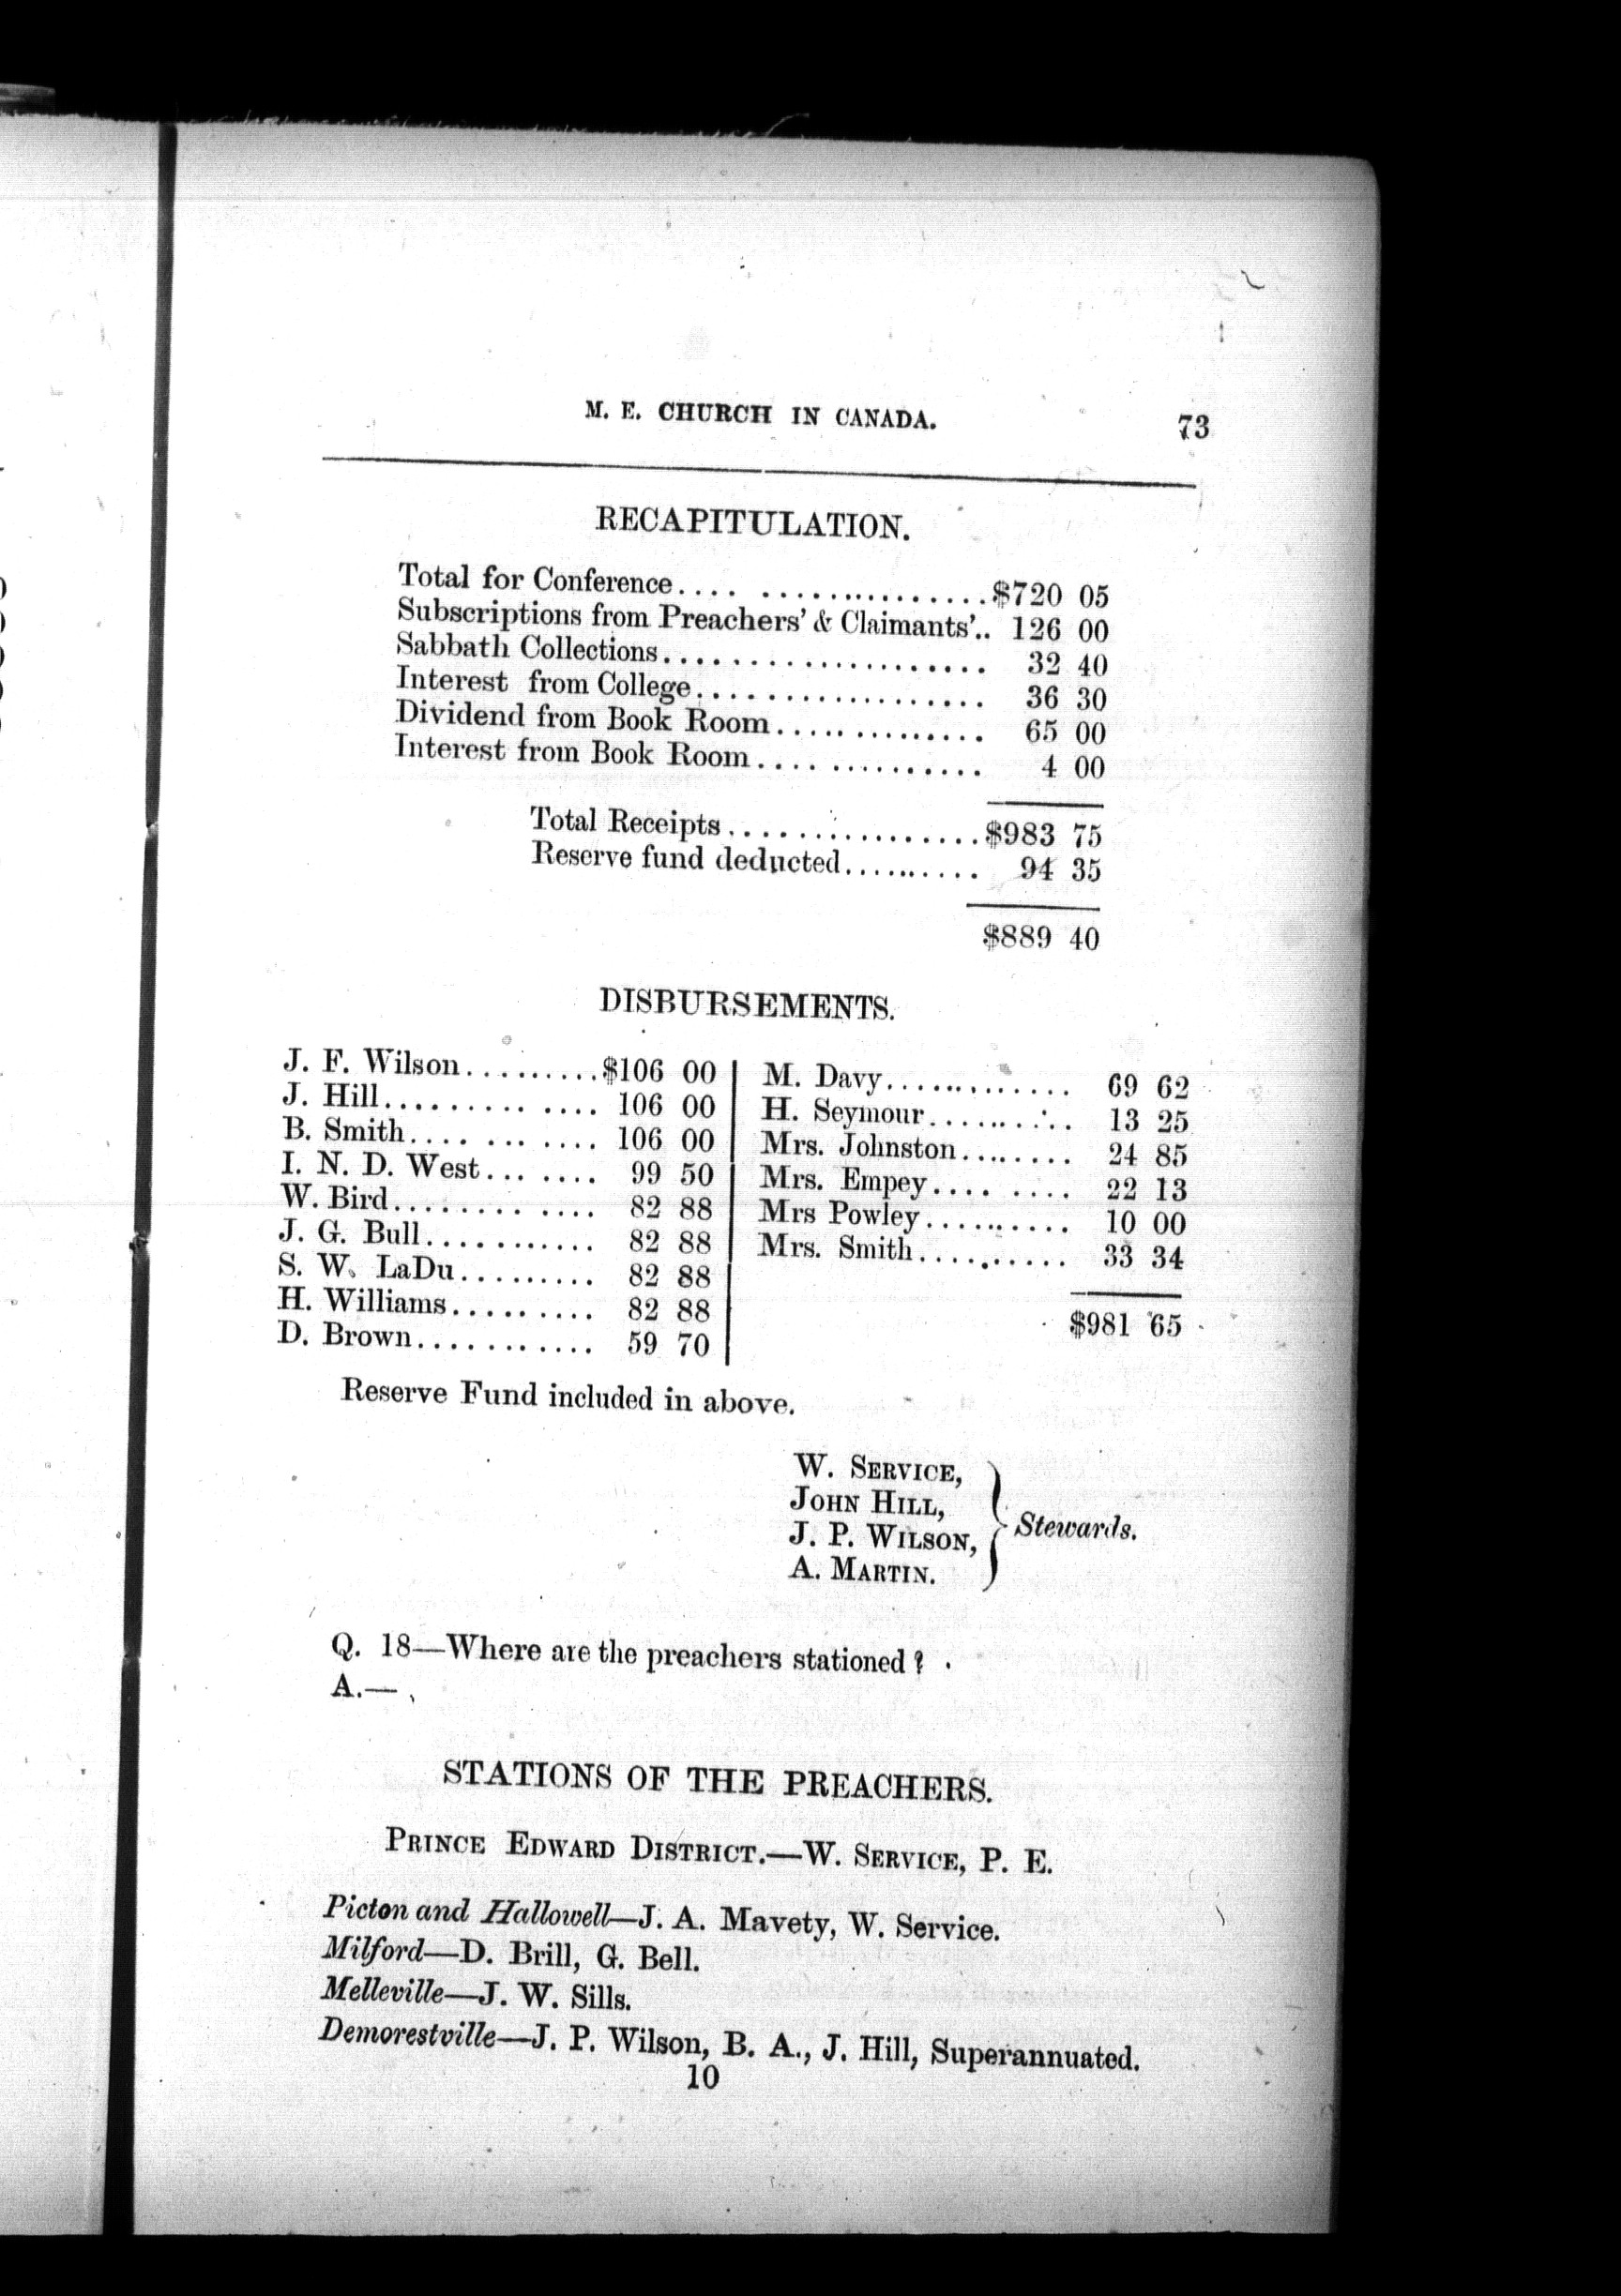 M. E. CHURCH IN CANADA. 73
RECAPITULATION.
Total for Conference.... ..............$720 05
Subscriptions from Preachers' & Claimants'.. 126 00
Sabbath Collections................... 32 40
Interest from College................. 36 30
Dividend from Book Room.............. 65 00
Interest from Book Room.... ......... 4 00
Total Receipts.................$983 75
Reserve fund deducted.......... 94 35
$889 40
DISBURSEMENTS.
J. F. Wilson..........$106 00
J. Hill......... .... 106 00
B. Smith.... ... .... 106 00
I. N. D. West... .... 99 50
W. Bird......... .... 82 88
J. G. Bull........... 82 88
S. W. LaDu......... 82 88
H. Williams......... 82 88
D. Brown........... 59 70
M. Davy............. 69 62
H. Seymour......... 13 25
Mrs. Johnston........ 24 85
Mrs. Empey.... .... 22 13
Mrs Powley.......... 10 00
Mrs. Smith.......... 33 34
$981 65
Reserve Fund included in above.
W. SERVICE,
JOHN HILL,
J. P. WILSON,
A. MARTIN.
Stewards.
Q. 18—Where are the preachers stationed?
A.—
STATIONS OF THE PREACHERS.
PRINCE EDWARD DISTRICT.—W. SERVICE, P. E.
Picton and Hallowell—J. A. Mavety, W. Service.
Milford—D. Brill, G. Bell.
Melleville—J. W. Sills.
Demorestville—J. P. Wilson, B. A., J. Hill, Superannuated.
10